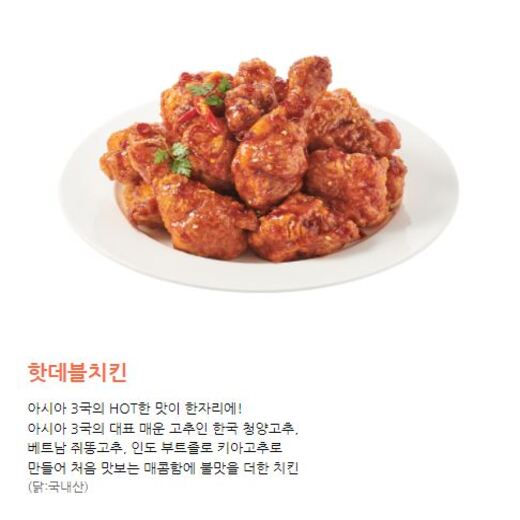 핫데블치킨
아시아 3국의 HOT한 맛이 한자리에!
아시아 3국의 대표 매운 고추인 한국 청양고추,
베트남 쥐똥고추, 인도 부트졸로 키아고추로
만들어 처음 맛보는 매콤함에 불맛을 더한 치킨
(닭:국내산)